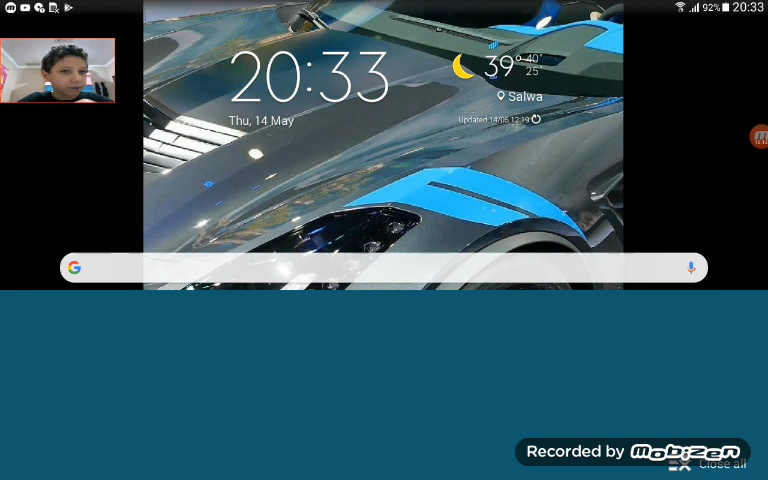 92% 20:33
20:33
39° 40°
25°
Salwa
Thu, 14 May
Updated 14/05 12:19
Recorded by MOBIZEN
Close all